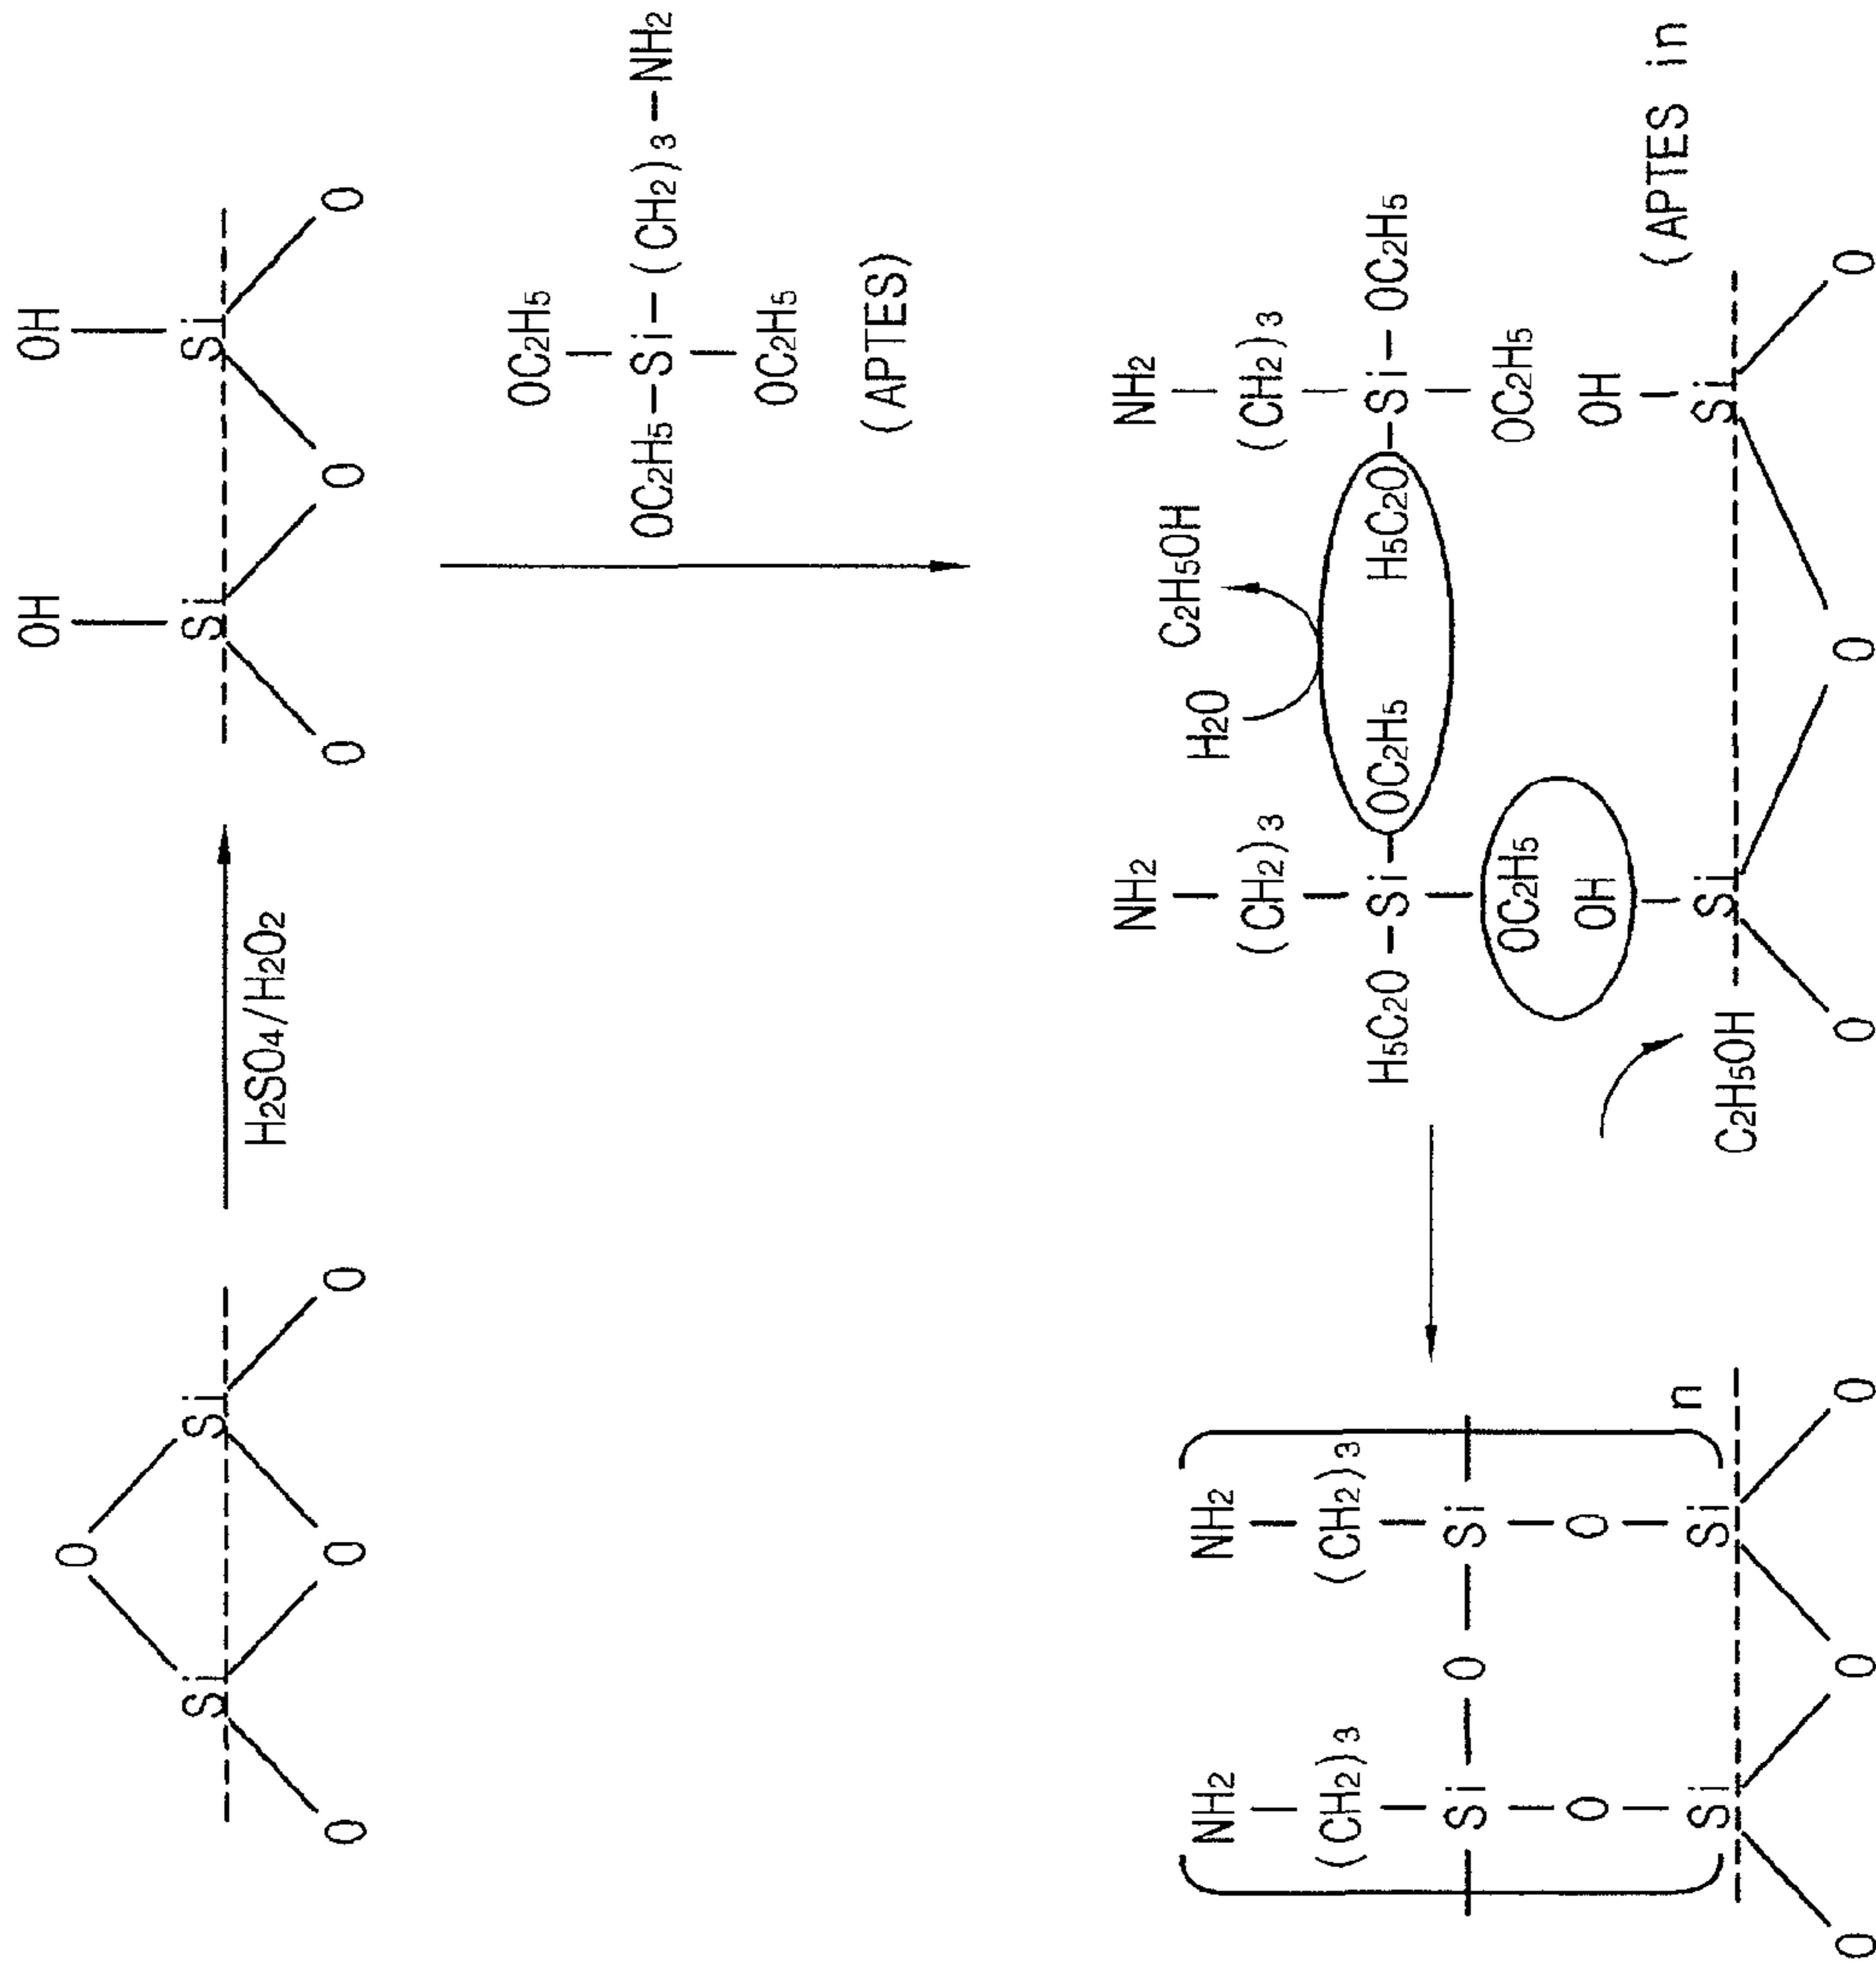 O
Si Si
O O O
H2SO4/H2O2
OH OH
Si Si
O O O
OC2H5
OC2H5-Si-(CH2)3-NH2
OC2H5
(APTES)
NH2 NH2
(CH2)3 H2O C2H5OH (CH2)3
H5C2O-Si-OC2H5 H5C2O-Si-OC2H5
OC2H5 OC2H5
OH OH
C2H5OH Si Si
(APTES in
O O O
NH2 NH2
(CH2)3 (CH2)3
Si O Si
O O
Si Si n
O O O